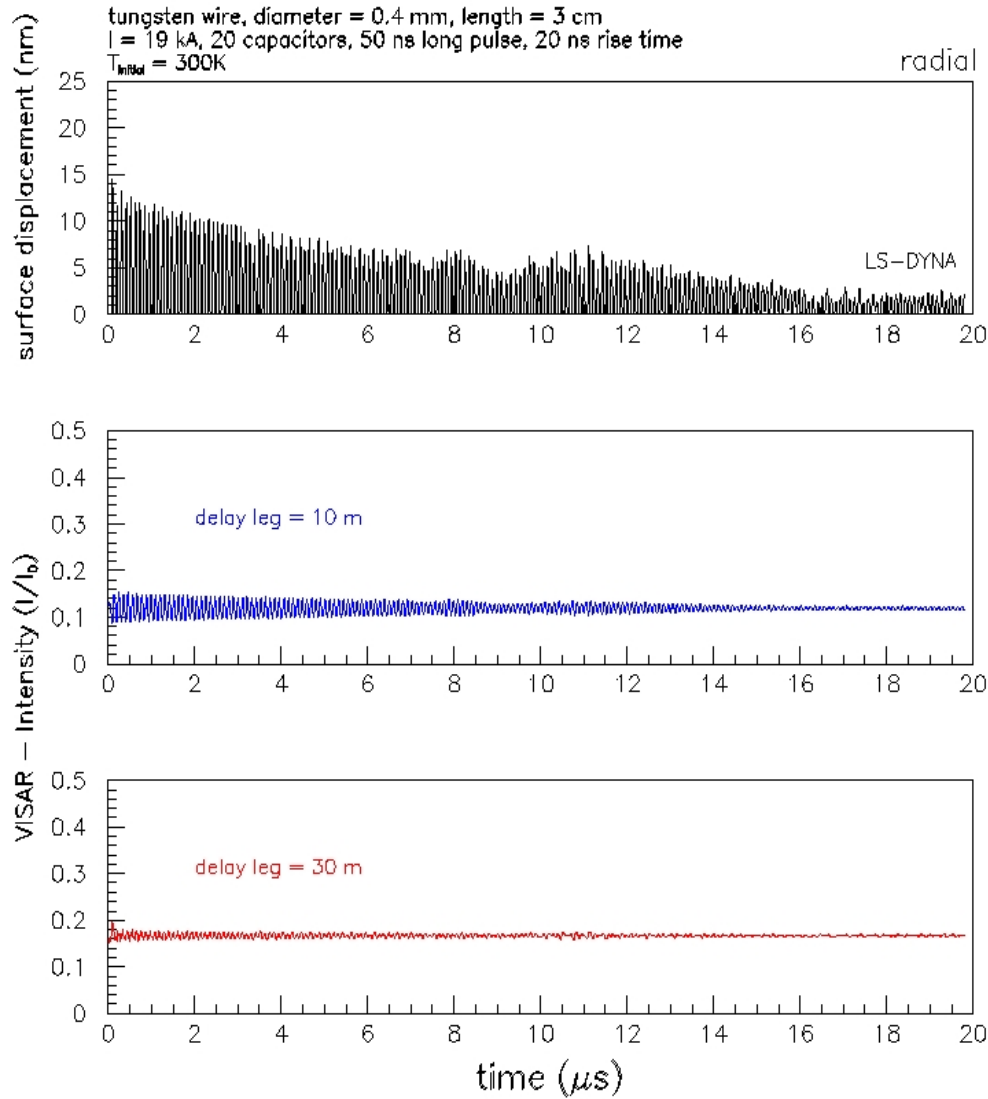 tungsten wire, diameter = 0.4 mm, length = 3 cm
I = 19 kA, 20 capacitors, 50 ns long pulse, 20 ns rise time
T_initial = 300K
radial
surface displacement (nm)
25
20
15
10
5
0
LS-DYNA
0 2 4 6 8 10 12 14 16 18 20
VISAR - Intensity (I/I₀)
0.5
0.4
0.3
0.2
0.1
0
delay leg = 10 m
0 2 4 6 8 10 12 14 16 18 20
0.5
0.4
0.3
0.2
0.1
0
delay leg = 30 m
0 2 4 6 8 10 12 14 16 18 20
time (μs)